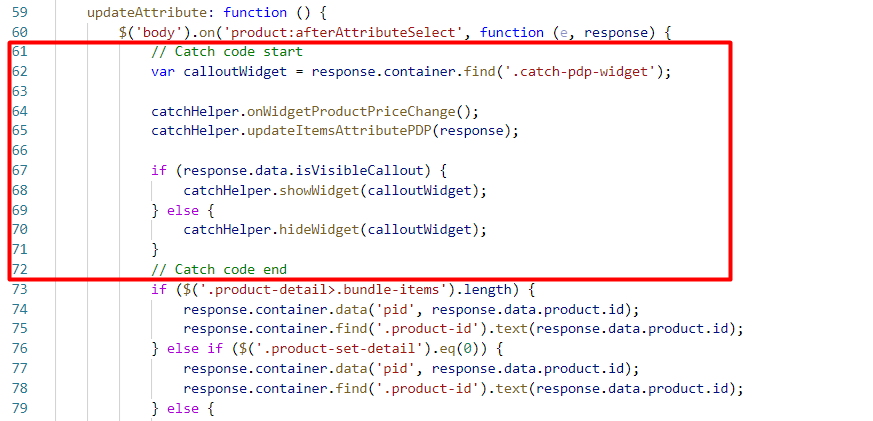 59 updateAttribute: function () {
60 $('body').on('product:afterAttributeSelect', function (e, response) {
61 // Catch code start
62 var calloutWidget = response.container.find('.catch-pdp-widget');
63
64 catchHelper.onWidgetProductPriceChange();
65 catchHelper.updateItemsAttributePDP(response);
66
67 if (response.data.isVisibleCallout) {
68 catchHelper.showWidget(calloutWidget);
69 } else {
70 catchHelper.hideWidget(calloutWidget);
71 }
72 // Catch code end
73 if ($('.product-detail>.bundle-items').length) {
74 response.container.data('pid', response.data.product.id);
75 response.container.find('.product-id').text(response.data.product.id);
76 } else if ($('.product-set-detail').eq(0)) {
77 response.container.data('pid', response.data.product.id);
78 response.container.find('.product-id').text(response.data.product.id);
79 } else {